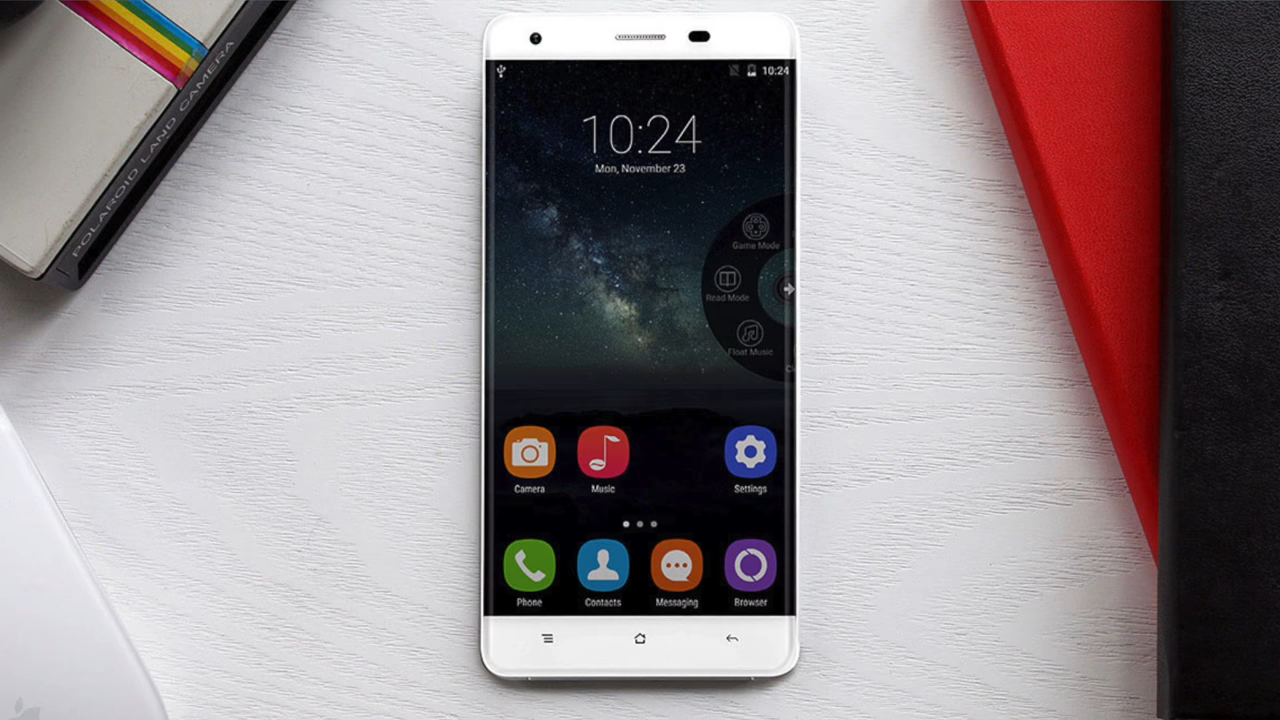 POLAROID LAND CAMERA
10:24
10:24
Mon, November 23
Game Mode
Read Mode
Float Music
Camera
Music
Settings
Phone
Contacts
Messaging
Browser